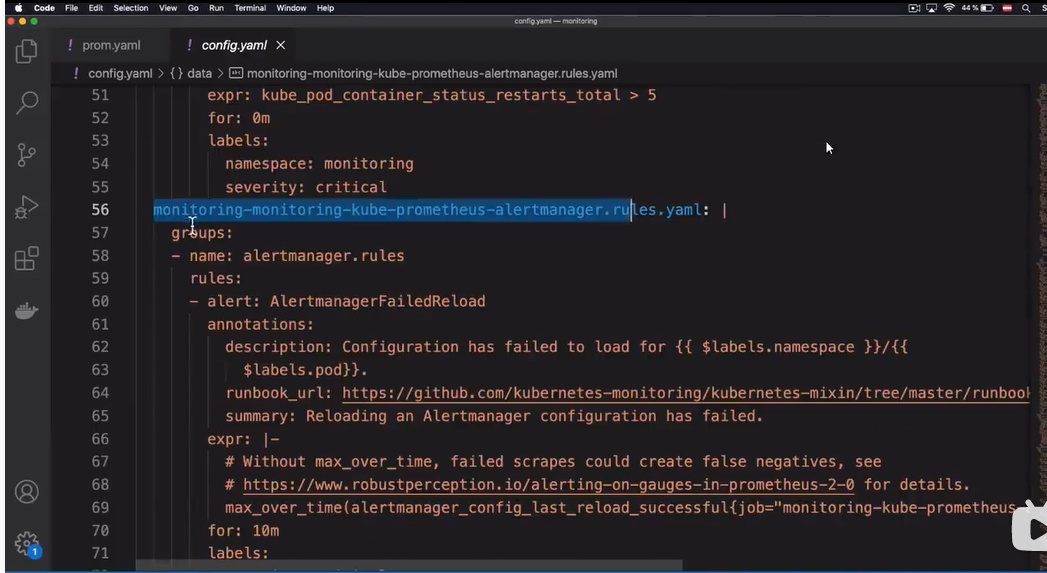 Code File Edit Selection View Go Run Terminal Window Help 44 %
config.yaml — monitoring
! prom.yaml ! config.yaml ×
! config.yaml > {} data > abc monitoring-monitoring-kube-prometheus-alertmanager.rules.yaml
51 expr: kube_pod_container_status_restarts_total > 5
52 for: 0m
53 labels:
54 namespace: monitoring
55 severity: critical
56 monitoring-monitoring-kube-prometheus-alertmanager.rules.yaml: |
57 groups:
58 - name: alertmanager.rules
59 rules:
60 - alert: AlertmanagerFailedReload
61 annotations:
62 description: Configuration has failed to load for {{ $labels.namespace }}/{{
63 $labels.pod}}.
64 runbook_url: https://github.com/kubernetes-monitoring/kubernetes-mixin/tree/master/runbook
65 summary: Reloading an Alertmanager configuration has failed.
66 expr: |-
67 # Without max_over_time, failed scrapes could create false negatives, see
68 # https://www.robustperception.io/alerting-on-gauges-in-prometheus-2-0 for details.
69 max_over_time(alertmanager_config_last_reload_successful{job="monitoring-kube-prometheus-
70 for: 10m
71 labels:
1